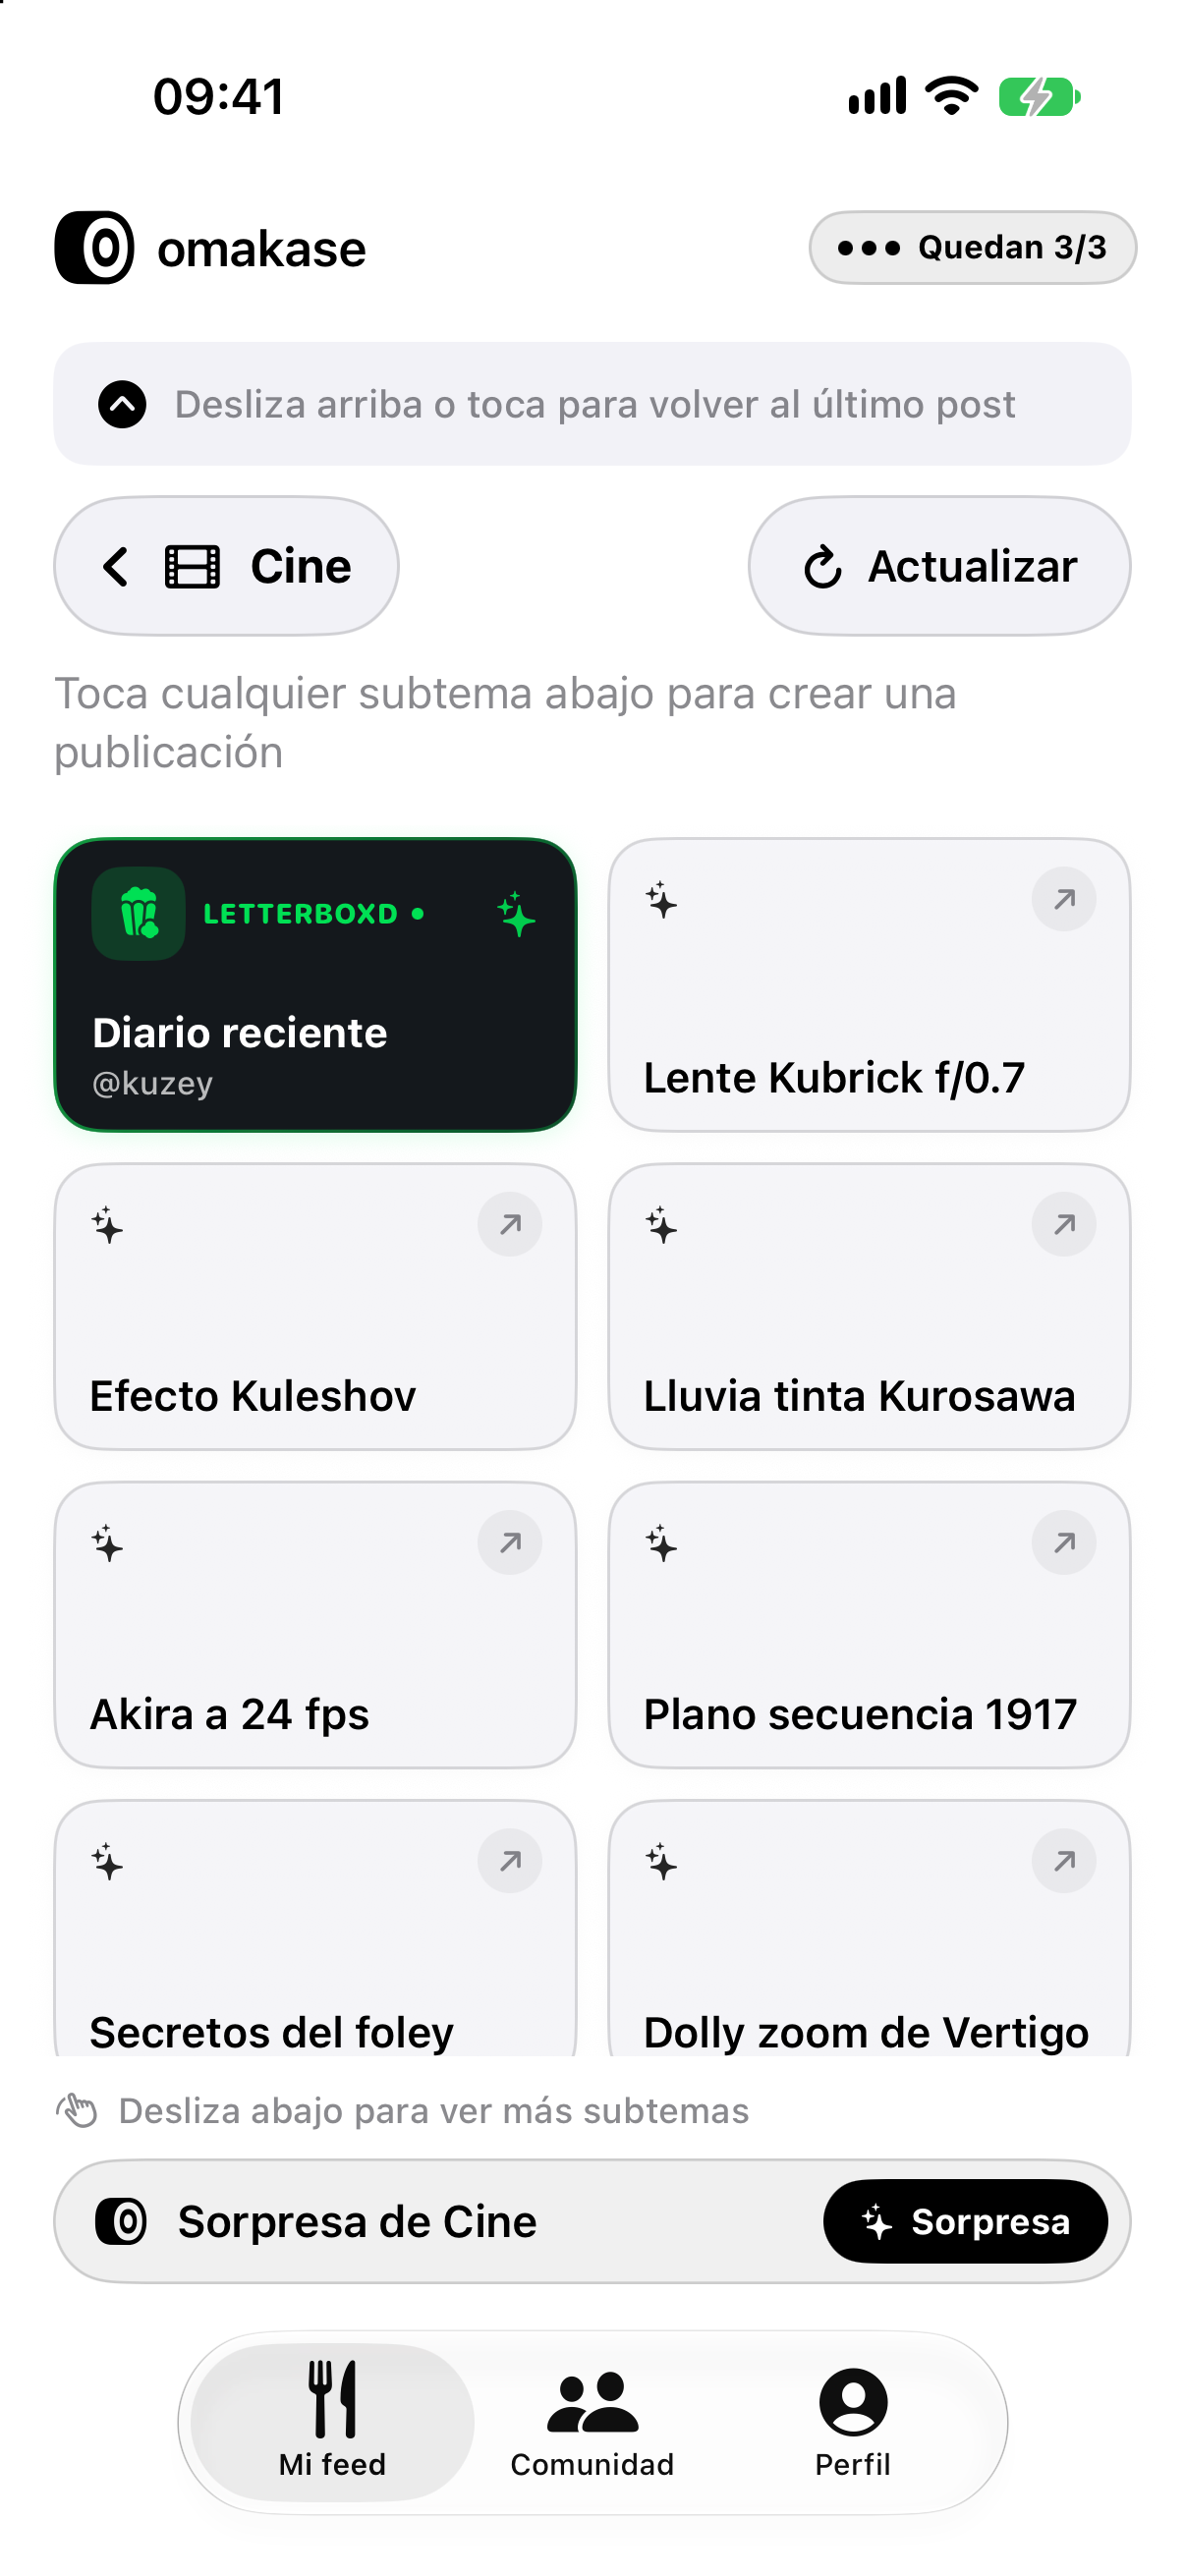 09:41
omakase
Quedan 3/3
Desliza arriba o toca para volver al último post
Cine
Actualizar
Toca cualquier subtema abajo para crear una
publicación
LETTERBOXD •
Diario reciente
@kuzey
Lente Kubrick f/0.7
Efecto Kuleshov
Lluvia tinta Kurosawa
Akira a 24 fps
Plano secuencia 1917
Secretos del foley
Dolly zoom de Vertigo
Desliza abajo para ver más subtemas
Sorpresa de Cine
Sorpresa
Mi feed
Comunidad
Perfil